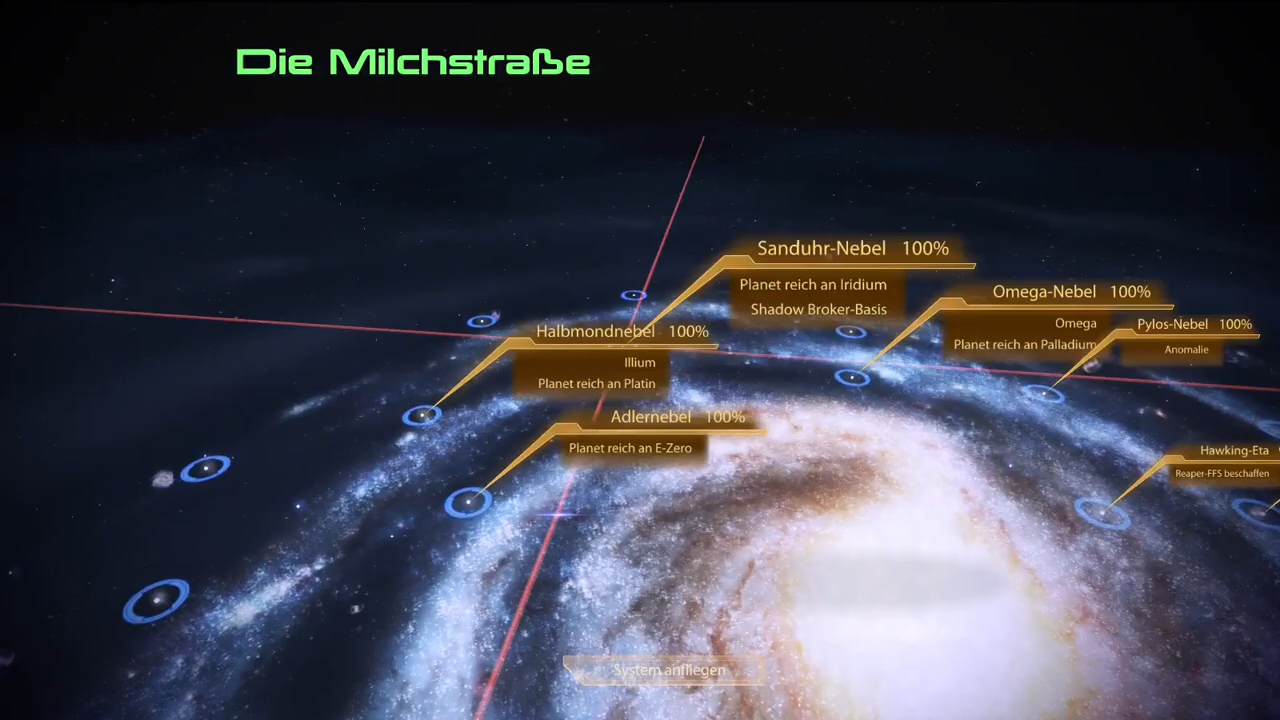 Die Milchstraße
Sanduhr-Nebel 100%
Planet reich an Iridium
Shadow Broker-Basis
Omega-Nebel 100%
Omega
Planet reich an Palladium
Pylos-Nebel 100%
Anomalie
Halbmondnebel 100%
Illium
Planet reich an Platin
Adlernebel 100%
Planet reich an E-Zero
Hawking-Eta
Reaper-FFS beschaffen
System anfliegen